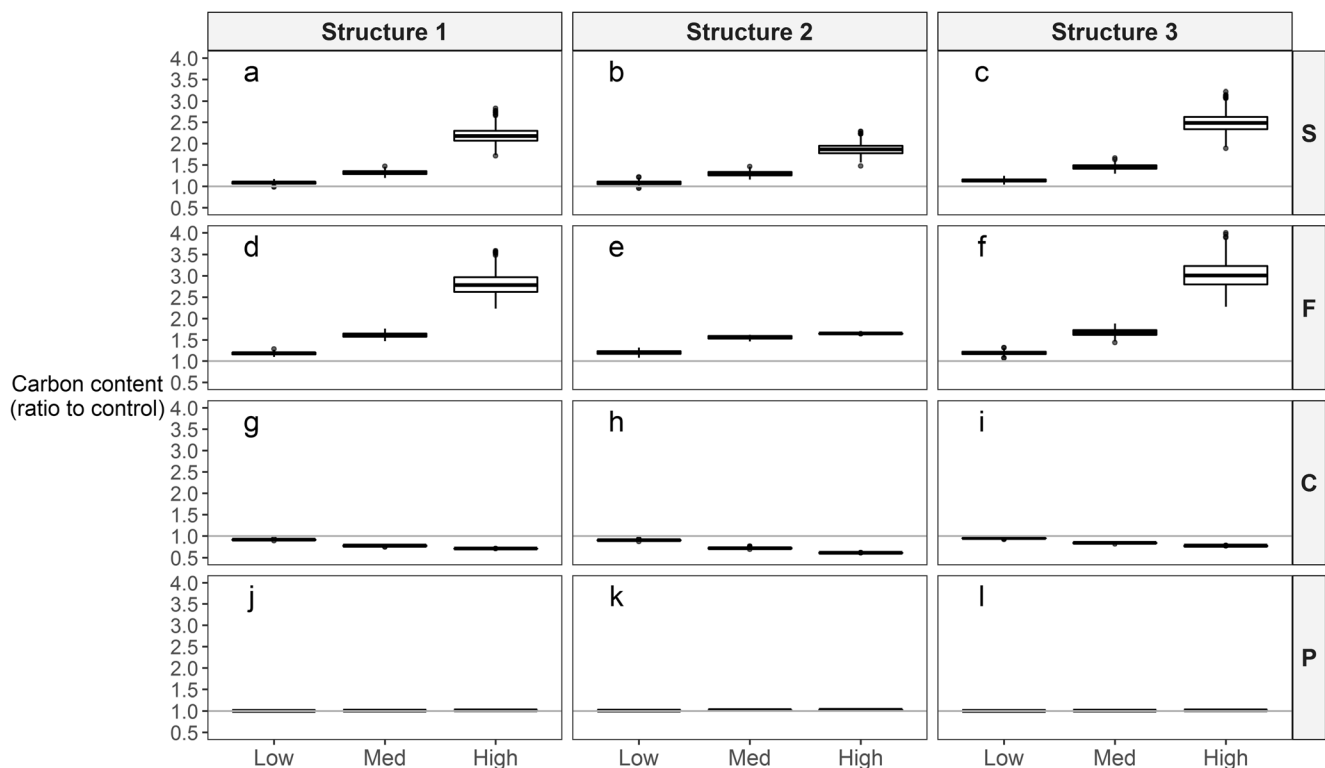 Structure 1
Structure 2
Structure 3
4.0
3.5
3.0
2.5
2.0
1.5
1.0
0.5
a
b
c
S
4.0
3.5
3.0
2.5
2.0
1.5
1.0
0.5
d
e
f
F
Carbon content
(ratio to control)
4.0
3.5
3.0
2.5
2.0
1.5
1.0
0.5
g
h
i
C
4.0
3.5
3.0
2.5
2.0
1.5
1.0
0.5
j
k
l
P
Low Med High
Low Med High
Low Med High